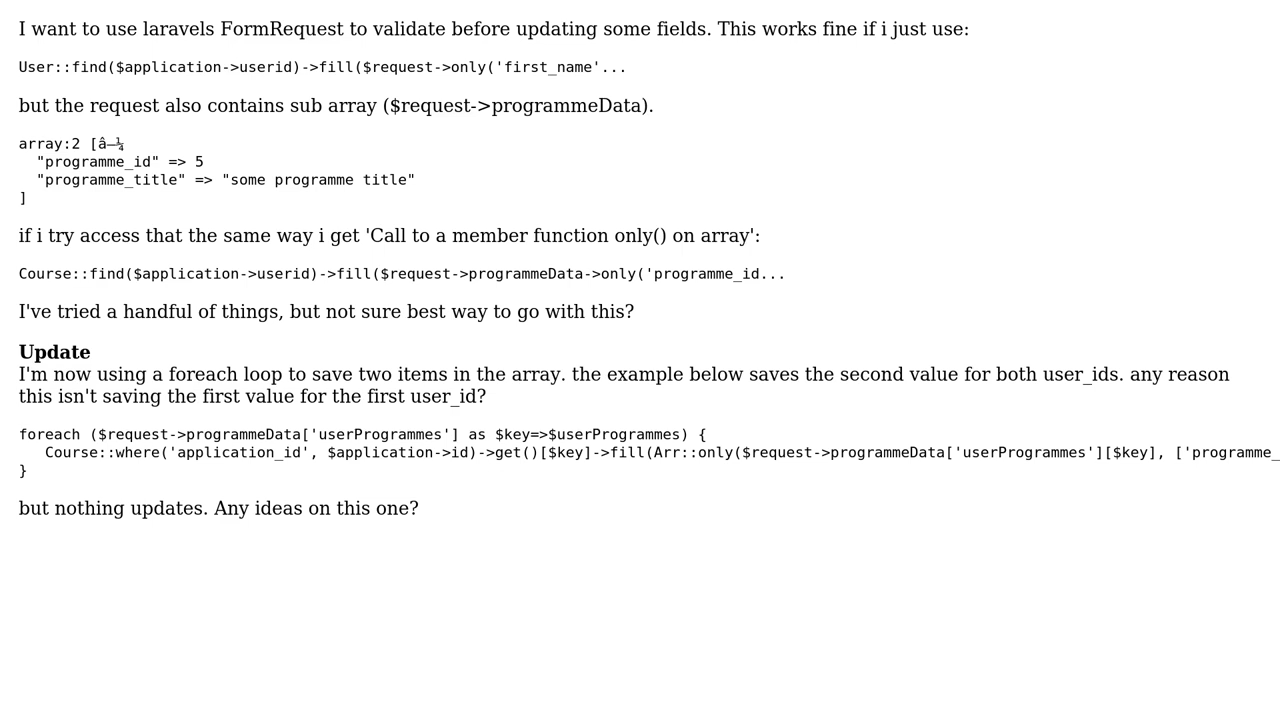 I want to use laravels FormRequest to validate before updating some fields. This works fine if i just use:
User::find($application->userid)->fill($request->only('first_name'...
but the request also contains sub array ($request->programmeData).
array:2 [â–¼
  "programme_id" => 5
  "programme_title" => "some programme title"
]
if i try access that the same way i get 'Call to a member function only() on array':
Course::find($application->userid)->fill($request->programmeData->only('programme_id...
I've tried a handful of things, but not sure best way to go with this?
Update
I'm now using a foreach loop to save two items in the array. the example below saves the second value for both user_ids. any reason
this isn't saving the first value for the first user_id?
foreach ($request->programmeData['userProgrammes'] as $key=>$userProgrammes) {
   Course::where('application_id', $application->id)->get()[$key]->fill(Arr::only($request->programmeData['userProgrammes'][$key], ['programme_
}
but nothing updates. Any ideas on this one?